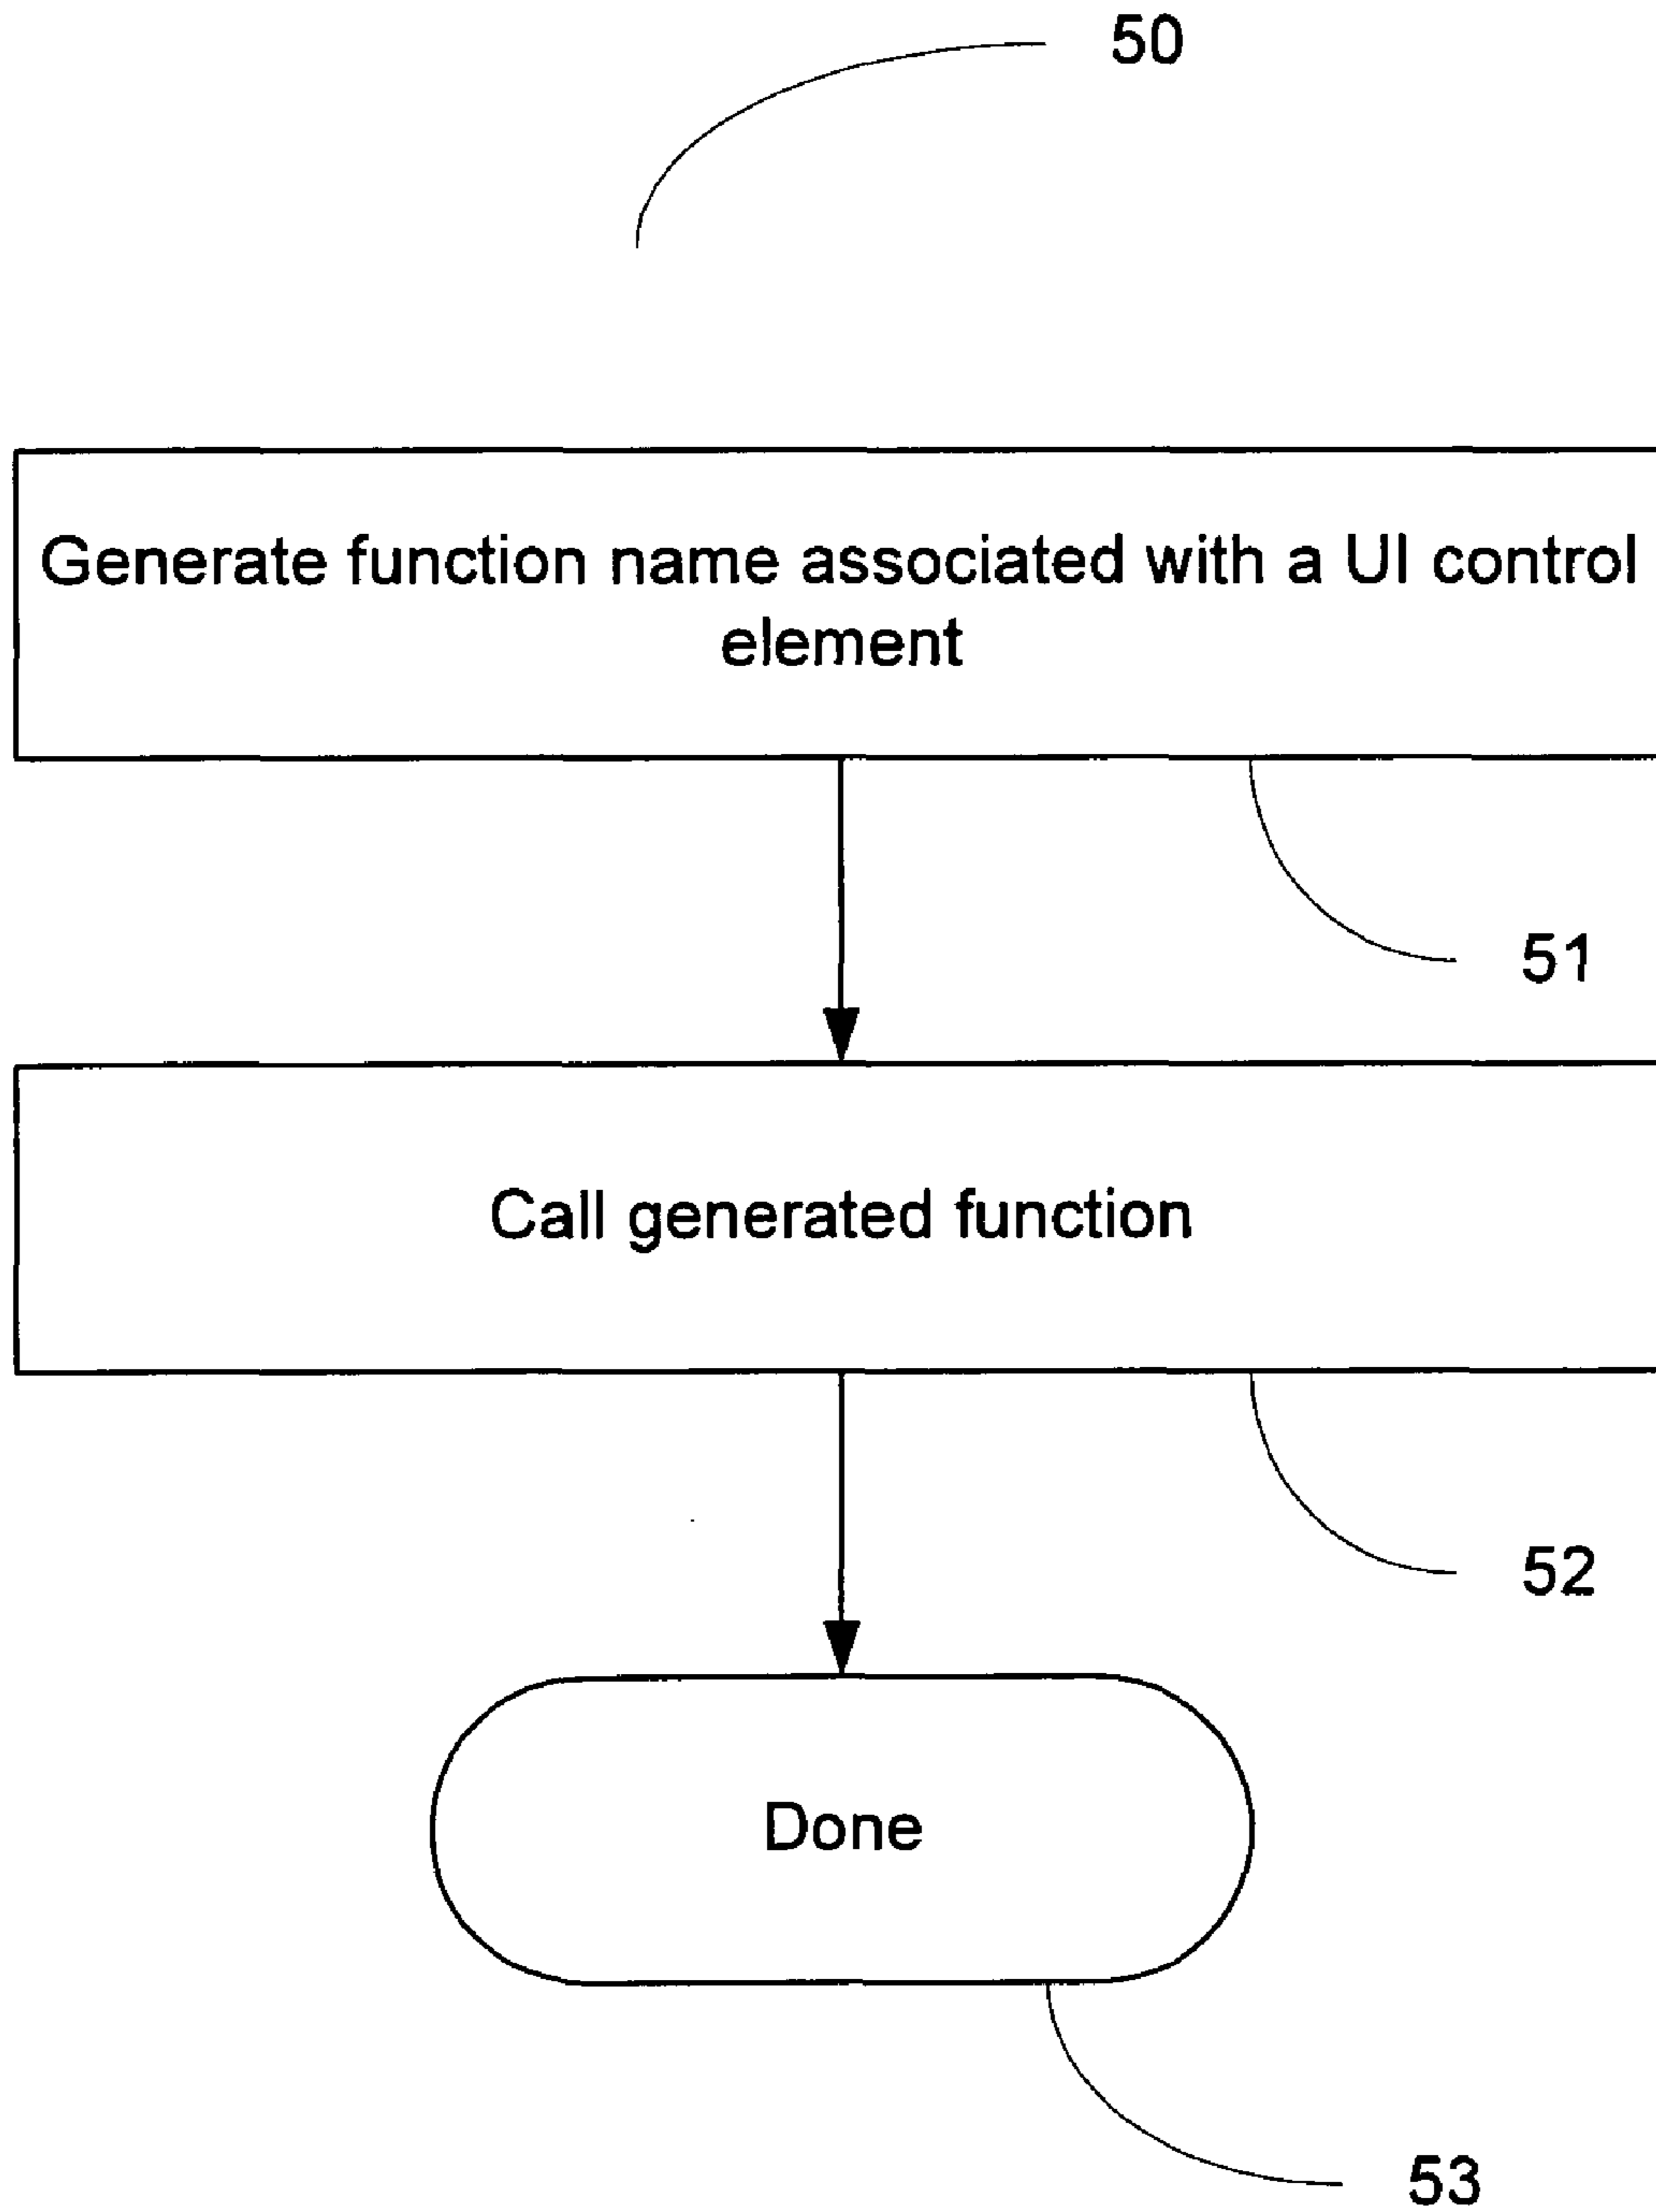 50
Generate function name associated with a UI control
element
51
Call generated function
52
Done
53